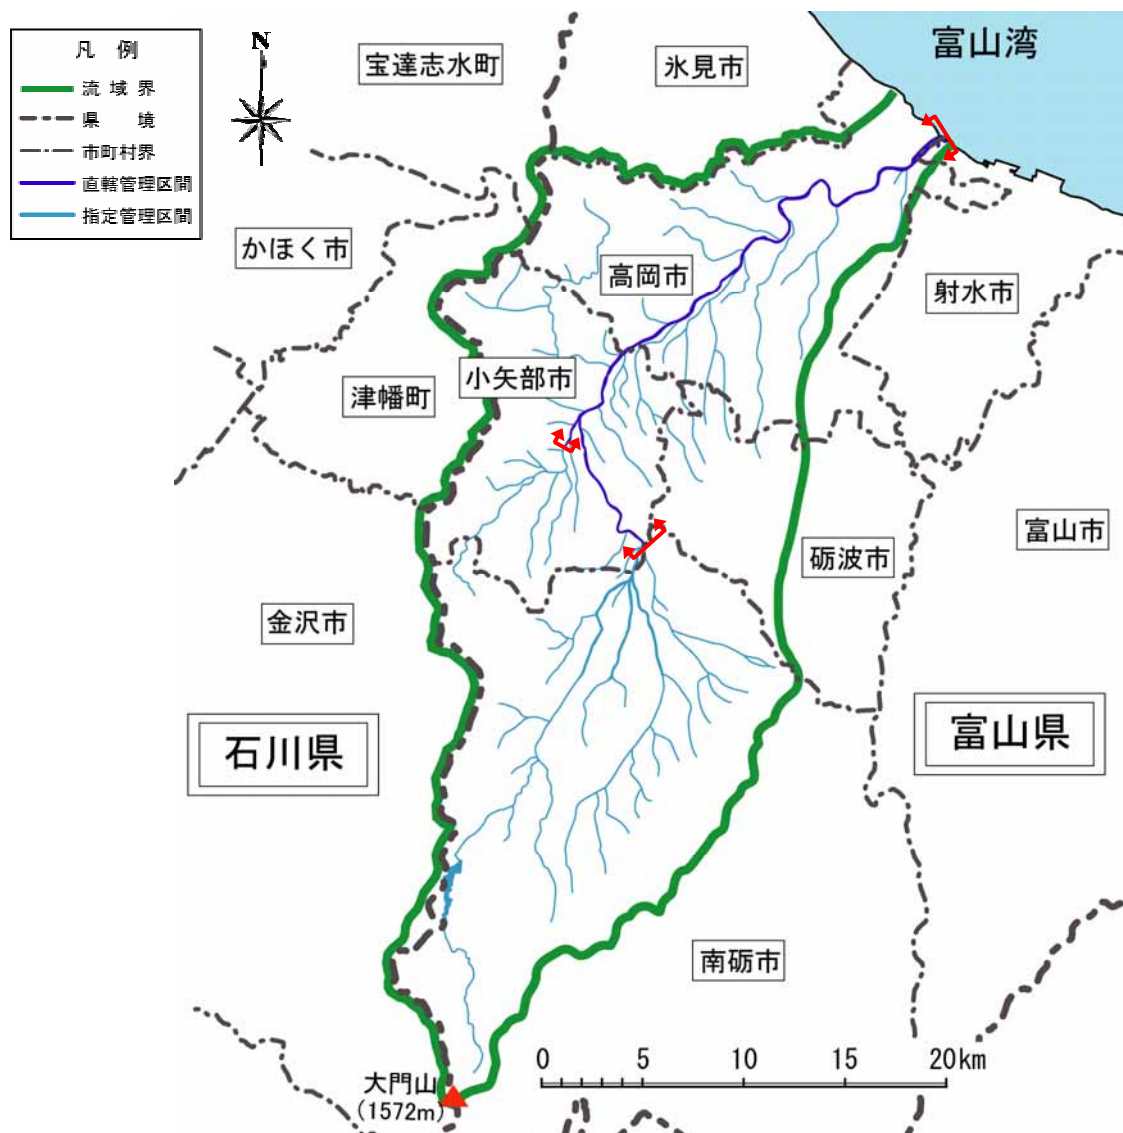 凡 例
流 域 界
県 境
市町村界
直轄管理区間
指定管理区間
N
宝達志水町
氷見市
富山湾
かほく市
高岡市
射水市
津幡町
小矢部市
富山市
砺波市
金沢市
石川県
富山県
南砺市
大門山
(1572m)
0 5 10 15 20km